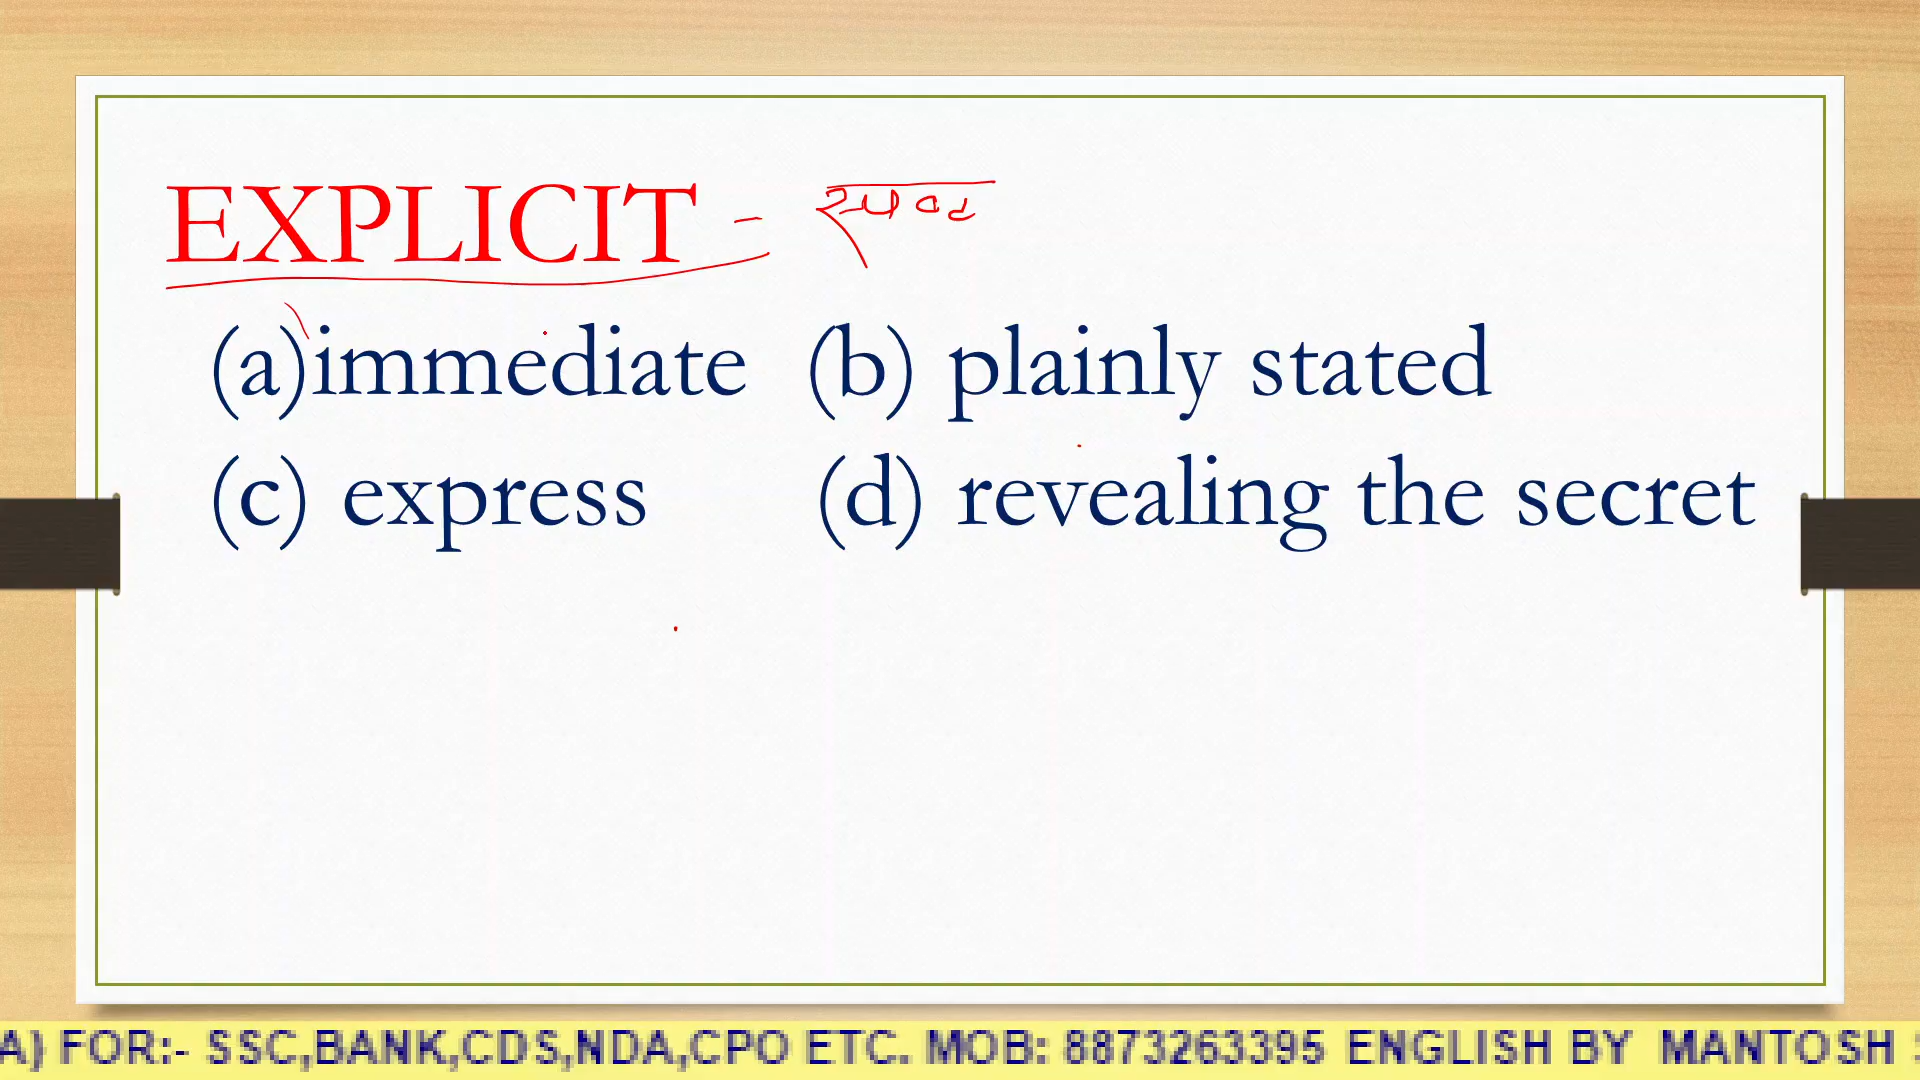 EXPLICIT -
(a)immediate (b) plainly stated
(c) express (d) revealing the secret
A) FOR:- SSC,BANK,CDS,NDA,CPO ETC. MOB: 8873263395 ENGLISH BY MANTOSH